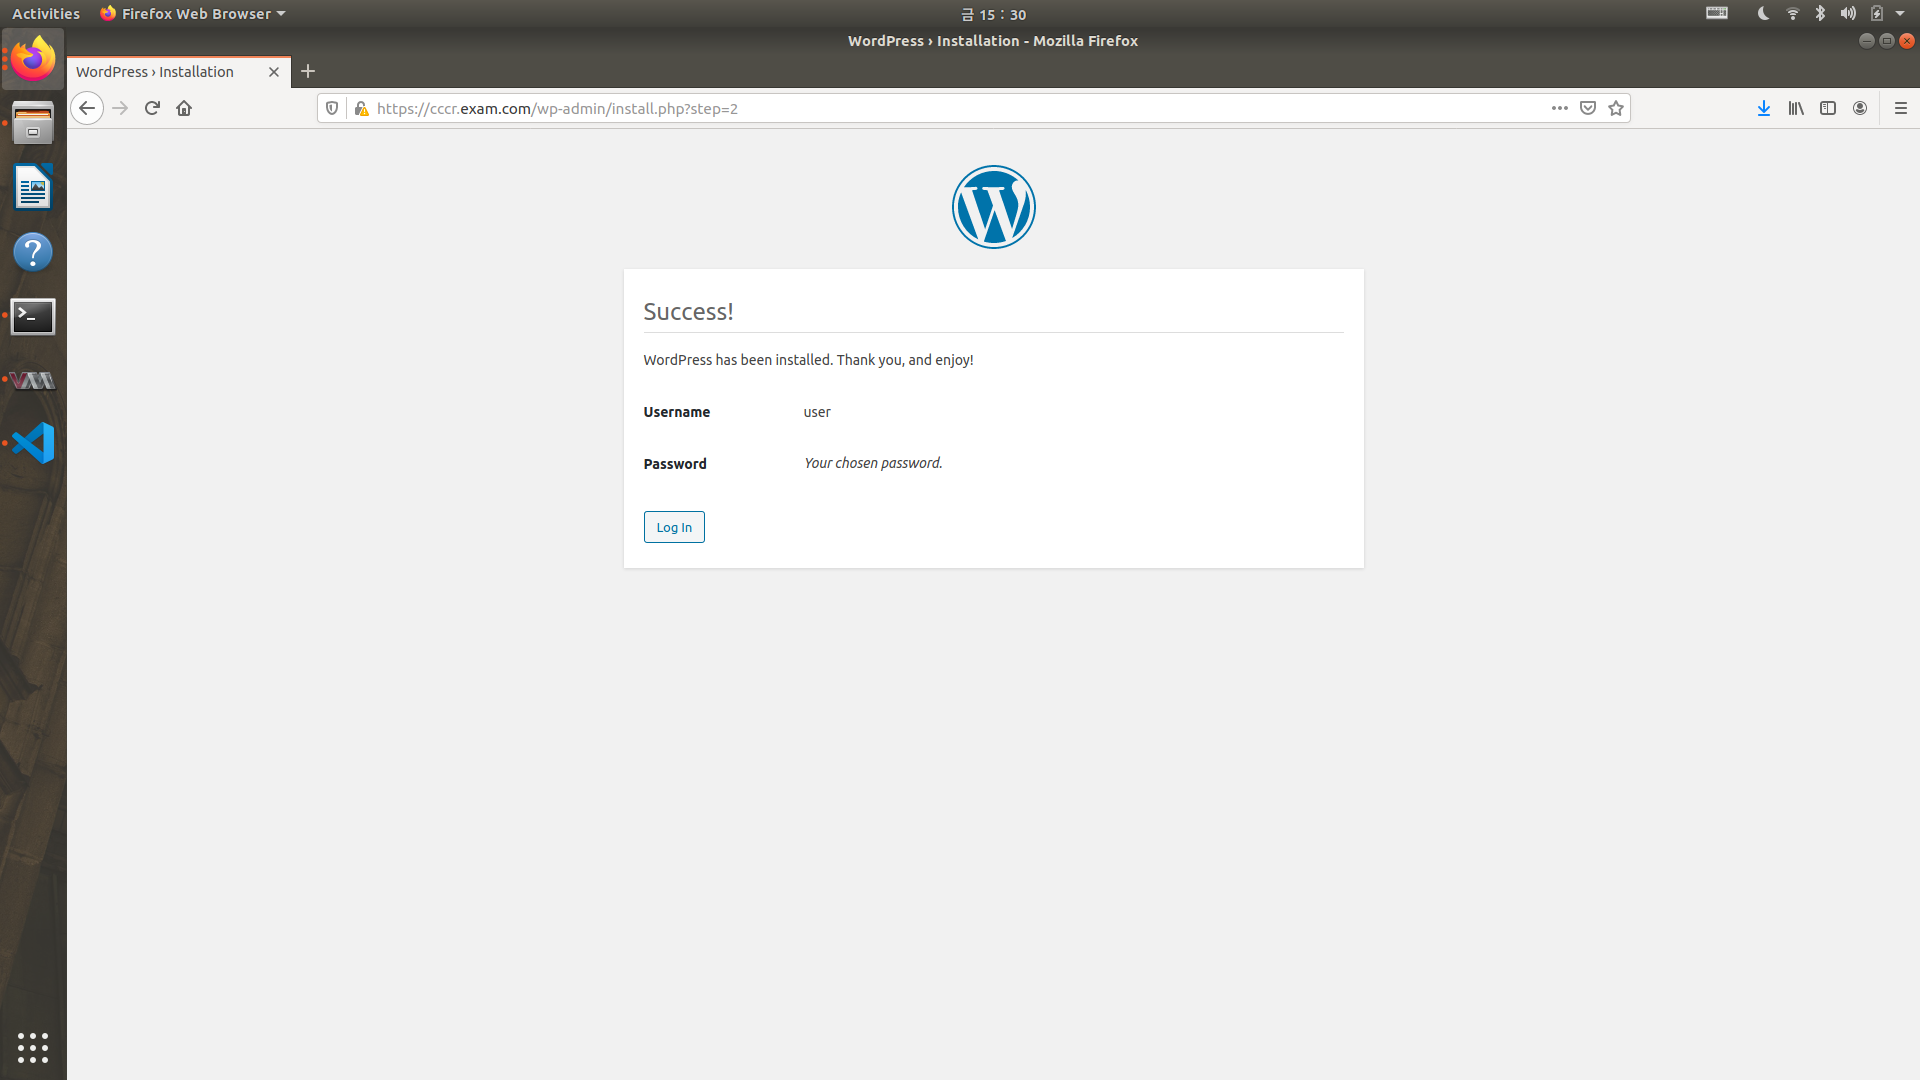 Activities
Firefox Web Browser
금 15 : 30
WordPress › Installation - Mozilla Firefox
WordPress › Installation
https://cccr.exam.com/wp-admin/install.php?step=2
Success!
WordPress has been installed. Thank you, and enjoy!
Username user
Password Your chosen password.
Log In